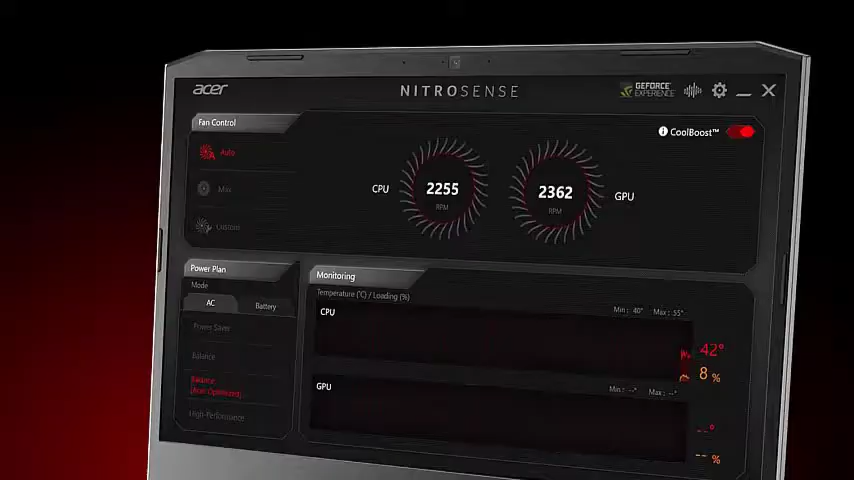 acer
NITROSENSE
GEFORCE
EXPERIENCE
Fan Control
CoolBoost™
Auto
Max
Custom
CPU
2255
RPM
2362
RPM
GPU
Power Plan
Mode
AC
Battery
Power Saver
Balance
Balance
(Acer Optimized)
High-Performance
Monitoring
Temperature (°C) / Loading (%)
CPU
Min : 40° Max : 55°
42°
8 %
GPU
Min : --° Max : --°
--°
-- %